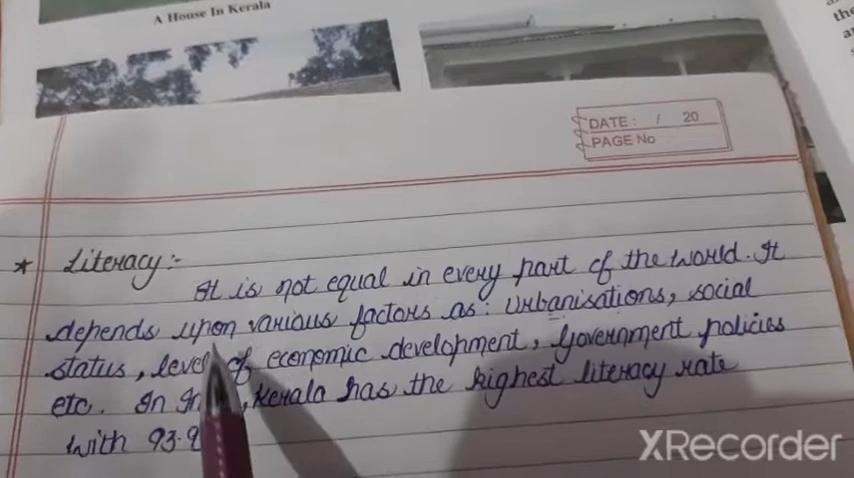 A House In Kerala
the
DATE : / 20
PAGE No
* Literacy :-
It is not equal in every part of the world. It
depends upon various factors as : Urbanisations, social
status, level of economic development, Government policies
etc. In , Kerala has the highest literacy rate
with 93.9
XRecorder